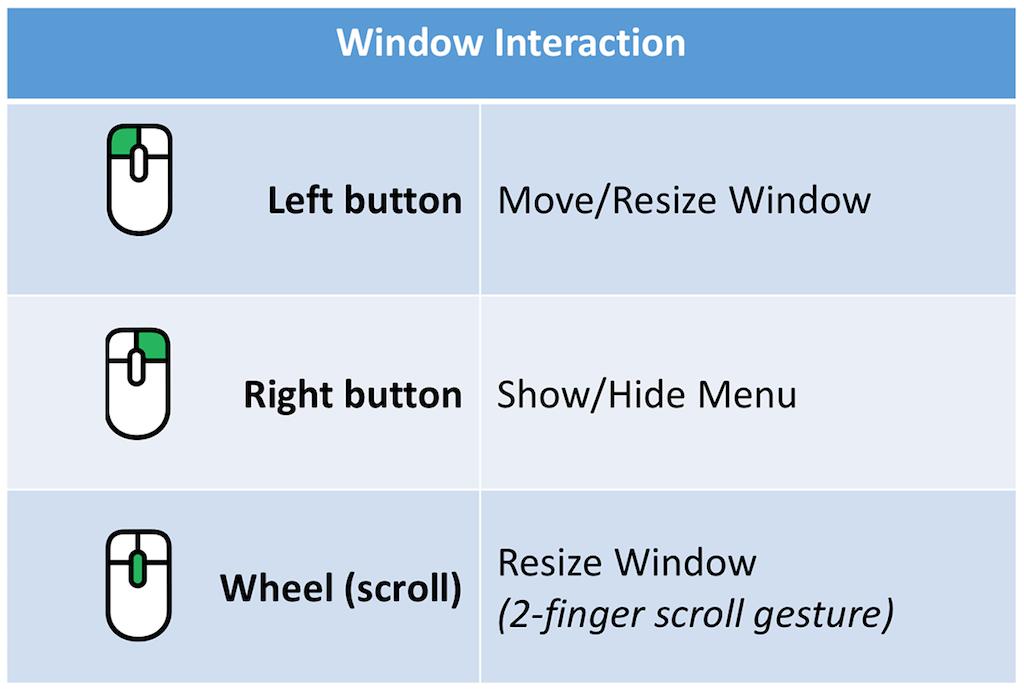 Window Interaction
Left button
Move/Resize Window
Right button
Show/Hide Menu
Wheel (scroll)
Resize Window
(2-finger scroll gesture)